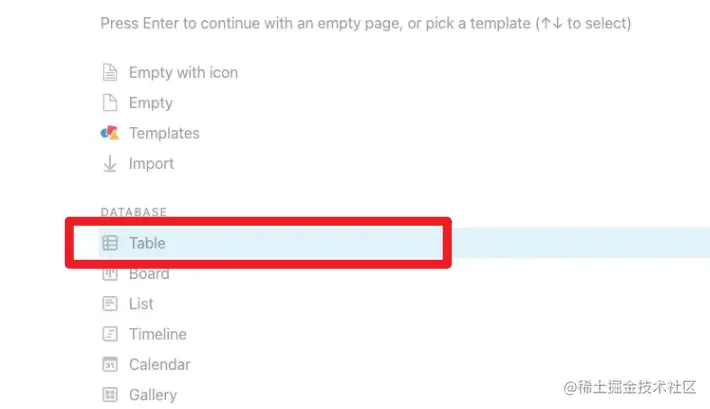 Press Enter to continue with an empty page, or pick a template (↑↓ to select)
Empty with icon
Empty
Templates
Import
DATABASE
Table
Board
List
Timeline
31 Calendar
Gallery
@稀土掘金技术社区